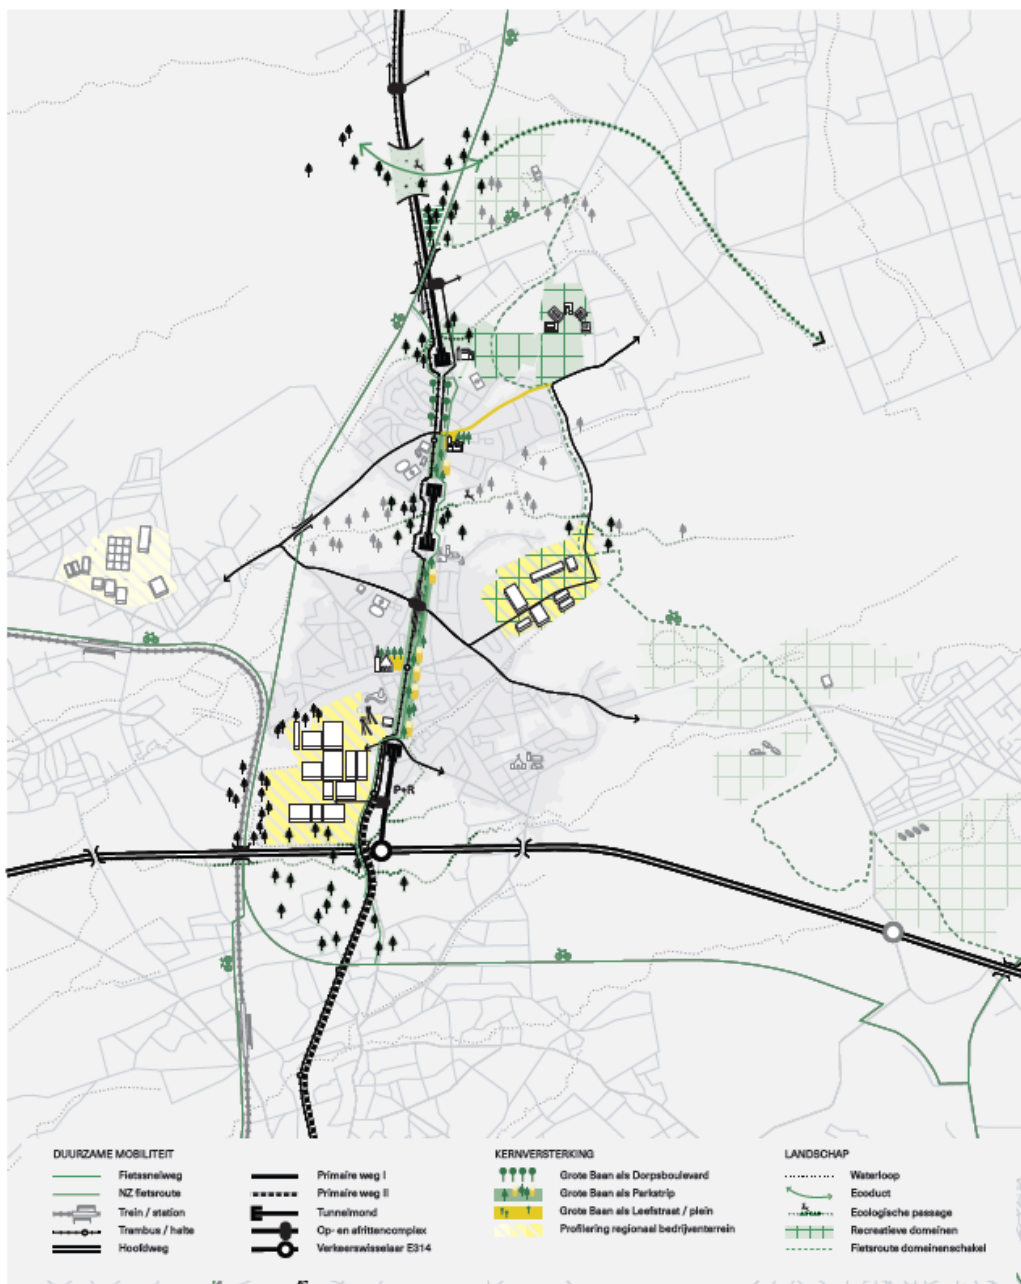 P+R
DUURZAME MOBILITEIT
Fietssnelweg
NZ fietsroute
Trein / station
Trambus / halte
Hoofdweg
Primaire weg I
Primaire weg II
Tunnelmond
Op- en afrittencomplex
Verkeerswisselaar E314
KERNVERSTERKING
Grote Baan als Dorpsboulevard
Grote Baan als Parkstrip
Grote Baan als Leefstraat / plein
Profilering regionaal bedrijventerrein
LANDSCHAP
Waterloop
Ecoduct
Ecologische passage
Recreatieve domeinen
Fietsroute domeinenschakel